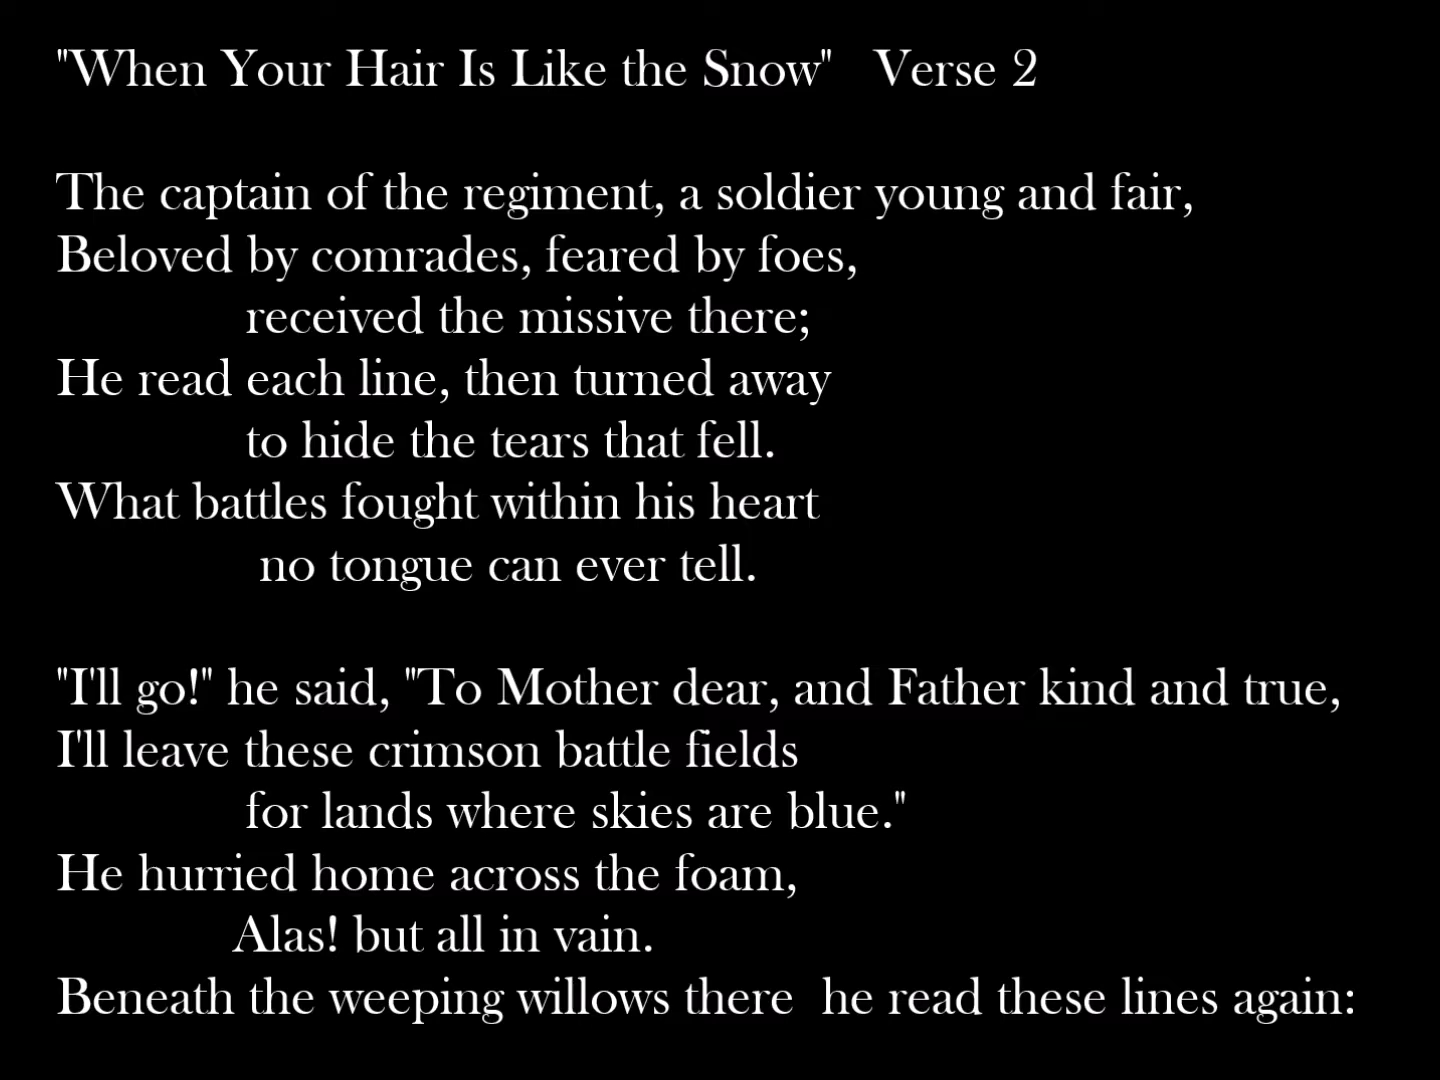 "When Your Hair Is Like the Snow" Verse 2
The captain of the regiment, a soldier young and fair,
Beloved by comrades, feared by foes,
received the missive there;
He read each line, then turned away
to hide the tears that fell.
What battles fought within his heart
no tongue can ever tell.
"I'll go!" he said, "To Mother dear, and Father kind and true,
I'll leave these crimson battle fields
for lands where skies are blue."
He hurried home across the foam,
Alas! but all in vain.
Beneath the weeping willows there he read these lines again: